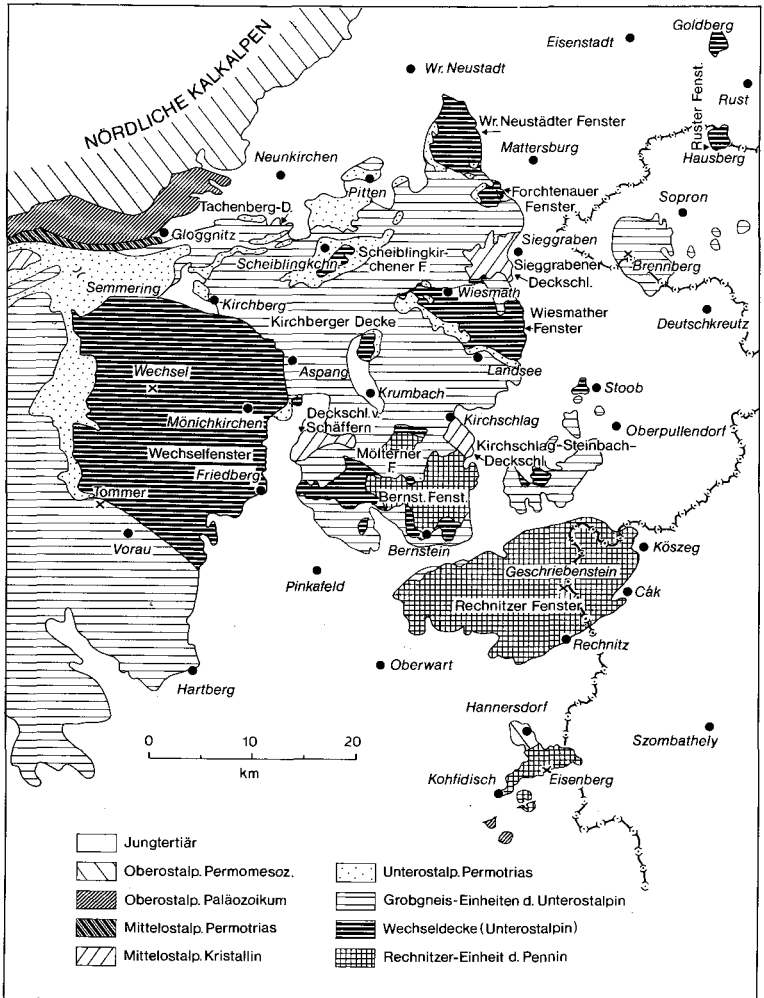 Goldberg
Eisenstadt
Wr. Neustadt
Rust
Ruster Fenst.
NÖRDLICHE KALKALPEN
Wr. Neustädter Fenster
Mattersburg
Hausberg
Neunkirchen
Pitten
Forchtenauer
Fenster
Sopron
Tachenberg-D.
Gloggnitz
Scheiblingkchn.
Scheiblingkir-
chener F.
Sieggraben
Sieggrabener
Deckschl.
Brennberg
Semmering
Kirchberg
Wiesmath
Wiesmather
Fenster
Deutschkreutz
Kirchberger Decke
Wechsel
Aspang
Landsee
Krumbach
Stoob
Mönichkirchen
Deckschl. v.
Schäffern
Kirchschlag
Oberpullendorf
Kirchschlag-Steinbach-
Deckschl.
Wechselfenster
Möltern­er
F.
Friedberg
Bernst. Fenst.
Tommer
Vorau
Bernstein
Köszeg
Pinkafeld
Geschriebenstein
Cák
Rechnitzer Fenster
Rechnitz
Oberwart
Hartberg
Hannersdorf
Szombathely
0 10 20
km
Kohfidisch
Eisenberg
Jungtertiär
Oberostalp. Permomesoz.
Oberostalp. Paläozoikum
Mittelostalp. Permotrias
Mittelostalp. Kristallin
Unterostalp. Permotrias
Grobgneis-Einheiten d. Unterostalpin
Wechseldecke (Unterostalpin)
Rechnitzer-Einheit d. Pennin